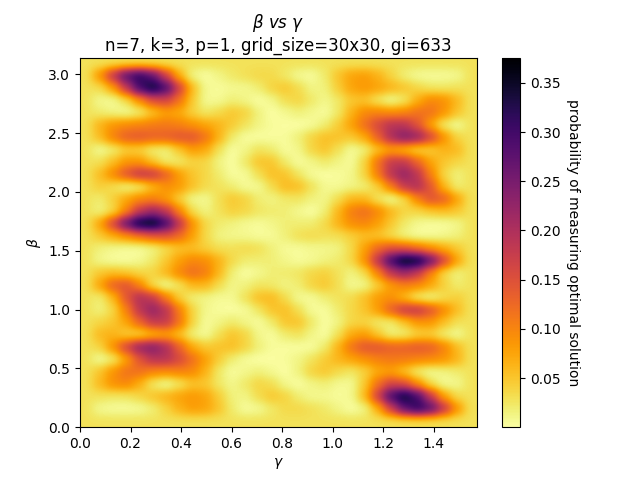 β vs γ
n=7, k=3, p=1, grid_size=30x30, gi=633
3.0
2.5
2.0
1.5
1.0
0.5
0.0
β
0.0 0.2 0.4 0.6 0.8 1.0 1.2 1.4
γ
0.35
0.30
0.25
0.20
0.15
0.10
0.05
probability of measuring optimal solution